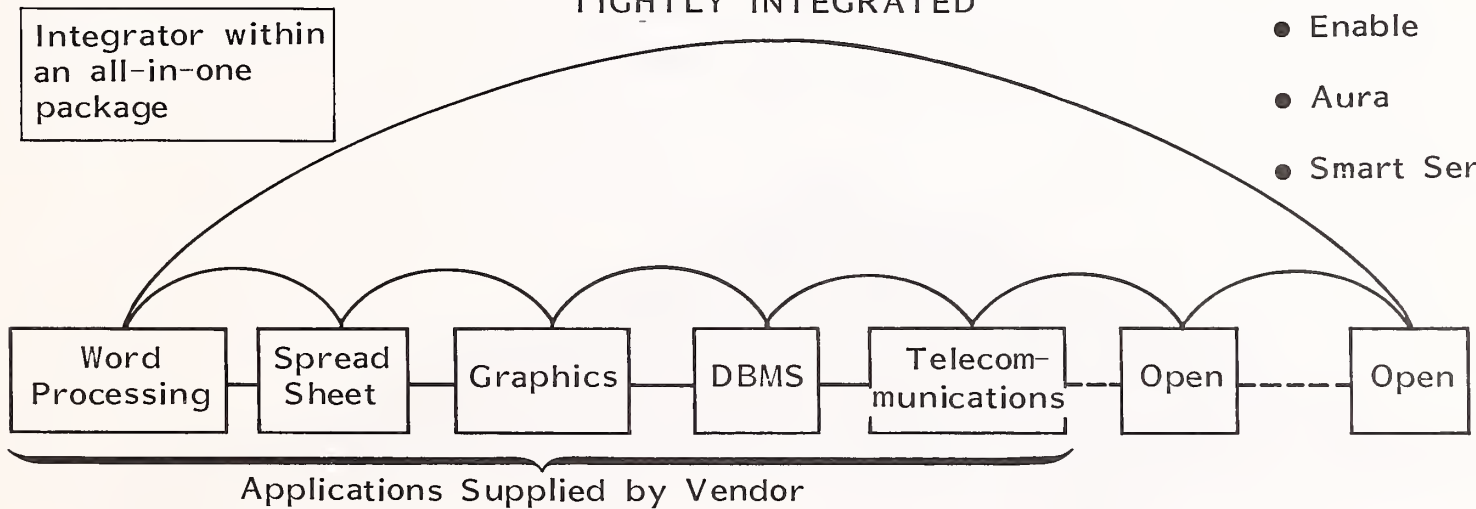 TIGHTLY INTEGRATED
Integrator within
an all-in-one
package
• Enable
• Aura
• Smart Ser
Word
Processing
Spread
Sheet
Graphics
DBMS
Telecom-
munications
Open
Open
Applications Supplied by Vendor